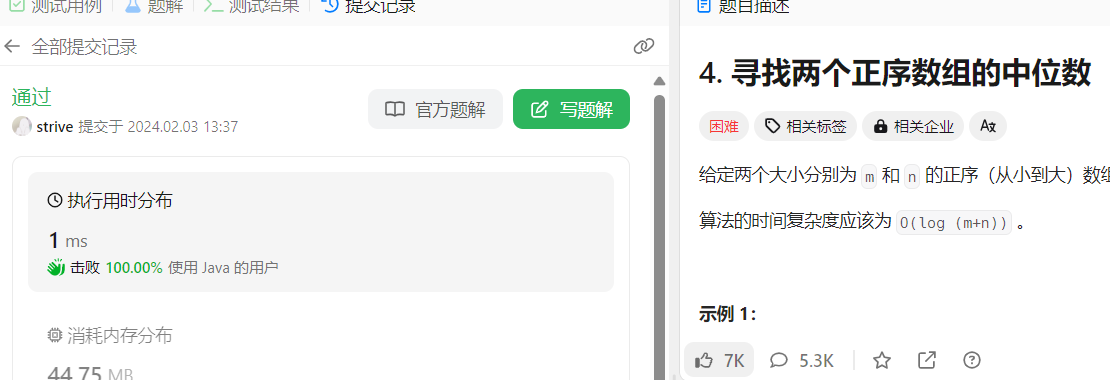 测试用例 题解 测试结果 提交记录
全部提交记录
通过
官方题解
写题解
strive 提交于 2024.02.03 13:37
执行用时分布
1 ms
击败 100.00% 使用 Java 的用户
消耗内存分布
44.75 MB
题目描述
4. 寻找两个正序数组的中位数
困难 相关标签 相关企业
给定两个大小分别为 m 和 n 的正序（从小到大）数组
算法的时间复杂度应该为 O(log (m+n)) 。
示例 1：
7K 5.3K